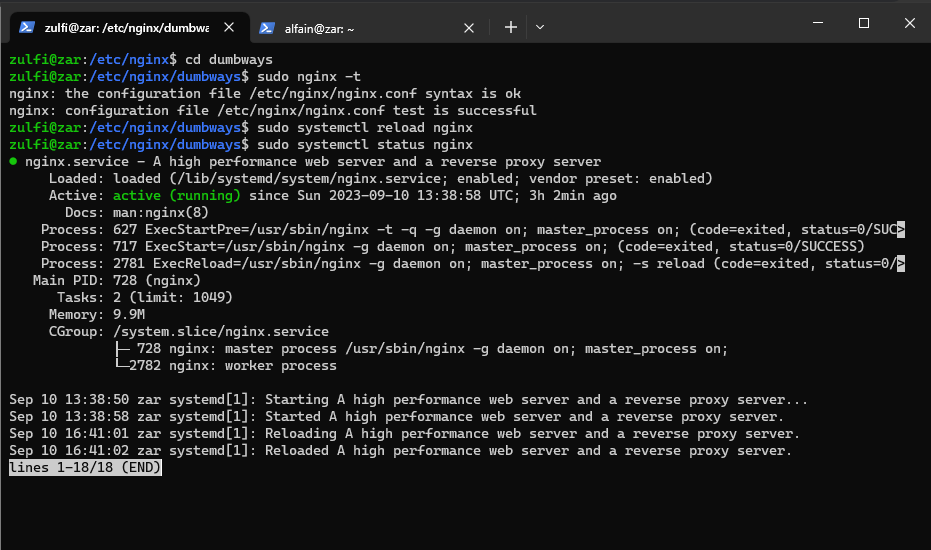 zulfi@zar: /etc/nginx/dumbwa
alfain@zar: ~
zulfi@zar:/etc/nginx$ cd dumbways
zulfi@zar:/etc/nginx/dumbways$ sudo nginx -t
nginx: the configuration file /etc/nginx/nginx.conf syntax is ok
nginx: configuration file /etc/nginx/nginx.conf test is successful
zulfi@zar:/etc/nginx/dumbways$ sudo systemctl reload nginx
zulfi@zar:/etc/nginx/dumbways$ sudo systemctl status nginx
● nginx.service - A high performance web server and a reverse proxy server
     Loaded: loaded (/lib/systemd/system/nginx.service; enabled; vendor preset: enabled)
     Active: active (running) since Sun 2023-09-10 13:38:58 UTC; 3h 2min ago
       Docs: man:nginx(8)
    Process: 627 ExecStartPre=/usr/sbin/nginx -t -q -g daemon on; master_process on; (code=exited, status=0/SUC>
    Process: 717 ExecStart=/usr/sbin/nginx -g daemon on; master_process on; (code=exited, status=0/SUCCESS)
    Process: 2781 ExecReload=/usr/sbin/nginx -g daemon on; master_process on; -s reload (code=exited, status=0/>
   Main PID: 728 (nginx)
      Tasks: 2 (limit: 1049)
     Memory: 9.9M
     CGroup: /system.slice/nginx.service
             ├─ 728 nginx: master process /usr/sbin/nginx -g daemon on; master_process on;
             └─2782 nginx: worker process

Sep 10 13:38:50 zar systemd[1]: Starting A high performance web server and a reverse proxy server...
Sep 10 13:38:58 zar systemd[1]: Started A high performance web server and a reverse proxy server.
Sep 10 16:41:01 zar systemd[1]: Reloading A high performance web server and a reverse proxy server.
Sep 10 16:41:02 zar systemd[1]: Reloaded A high performance web server and a reverse proxy server.
lines 1-18/18 (END)